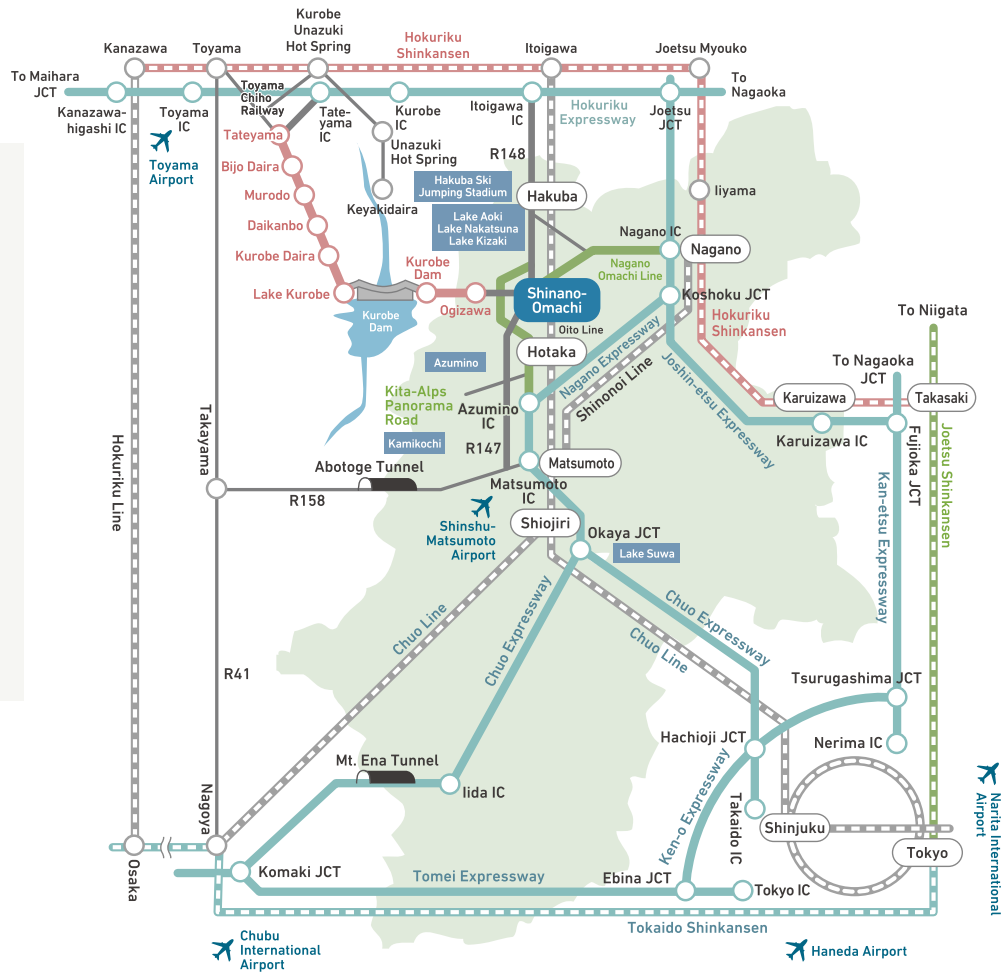 Kurobe
Unazuki
Hot Spring
Kanazawa
Toyama
Hokuriku
Shinkansen
Itoigawa
Joetsu Myouko
To Maihara
JCT
Toyama
Chiho
Railway
To
Nagaoka
Kanazawa-
higashi IC
Toyama
IC
Tate-
yama
IC
Kurobe
IC
Itoigawa
IC
Hokuriku
Expressway
Joetsu
JCT
Toyama
Airport
Tateyama
Unazuki
Hot Spring
R148
Bijo Daira
Hakuba Ski
Jumping Stadium
Hakuba
Iiyama
Murodo
Keyakidaira
Lake Aoki
Lake Nakatsuna
Lake Kizaki
Daikanbo
Nagano IC
Nagano
Kurobe Daira
Kurobe
Dam
Nagano
Omachi Line
Lake Kurobe
Ogizawa
Shinano-
Omachi
Koshoku JCT
Kurobe
Dam
Oito Line
Hokuriku
Shinkansen
To Niigata
Hotaka
Nagano Expressway
Shinonoi Line
Joshin-etsu Expressway
Azumino
To Nagaoka
JCT
Kita-Alps
Panorama
Road
Azumino
IC
Karuizawa
Takasaki
Karuizawa IC
Fujioka JCT
Joetsu Shinkansen
Kamikochi
R147
Takayama
Hokuriku Line
Abotoge Tunnel
R158
Matsumoto
Matsumoto
IC
Kan-etsu Expressway
Shinshu-
Matsumoto
Airport
Shiojiri
Okaya JCT
Lake Suwa
Chuo Line
Chuo Expressway
Chuo Expressway
Chuo Line
R41
Tsurugashima JCT
Hachioji JCT
Nerima IC
Mt. Ena Tunnel
Iida IC
Nagoya
Ken-o Expressway
Takaido IC
Shinjuku
Tokyo
Narita International
Airport
Osaka
Komaki JCT
Tomei Expressway
Ebina JCT
Tokyo IC
Tokaido Shinkansen
Chubu
International
Airport
Haneda Airport